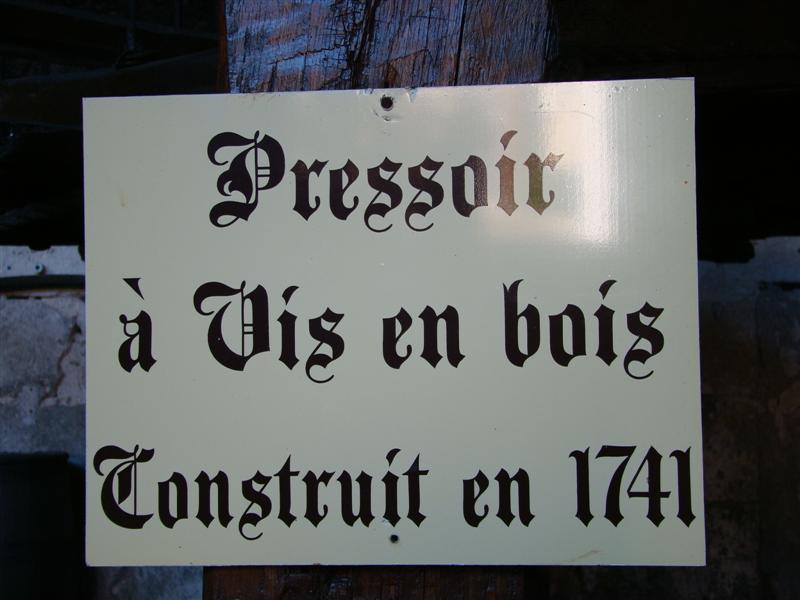 Pressoir
à Vis en bois
Construit en 1741